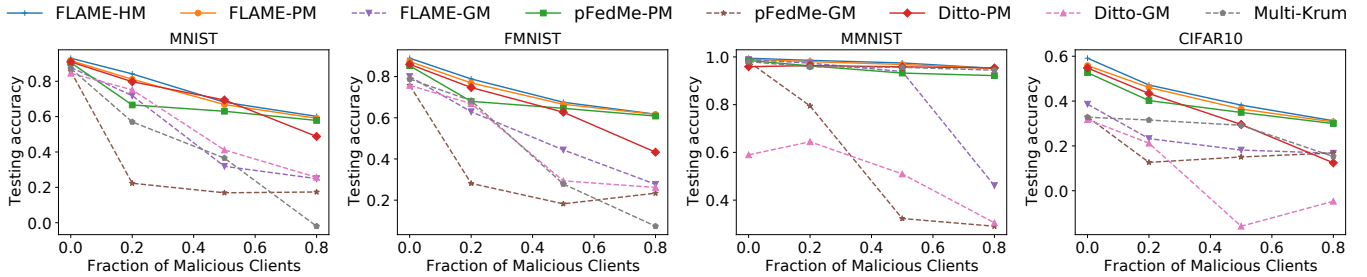 FLAME-HM FLAME-PM FLAME-GM pFedMe-PM pFedMe-GM Ditto-PM Ditto-GM Multi-Krum
MNIST FMNIST MMNIST CIFAR10
Testing accuracy
0.8
0.6
0.4
0.2
0.0
0.0 0.2 0.4 0.6 0.8
Fraction of Malicious Clients
Testing accuracy
0.8
0.6
0.4
0.2
0.0 0.2 0.4 0.6 0.8
Fraction of Malicious Clients
Testing accuracy
1.0
0.8
0.6
0.4
0.0 0.2 0.4 0.6 0.8
Fraction of Malicious Clients
Testing accuracy
0.6
0.4
0.2
0.0
0.0 0.2 0.4 0.6 0.8
Fraction of Malicious Clients